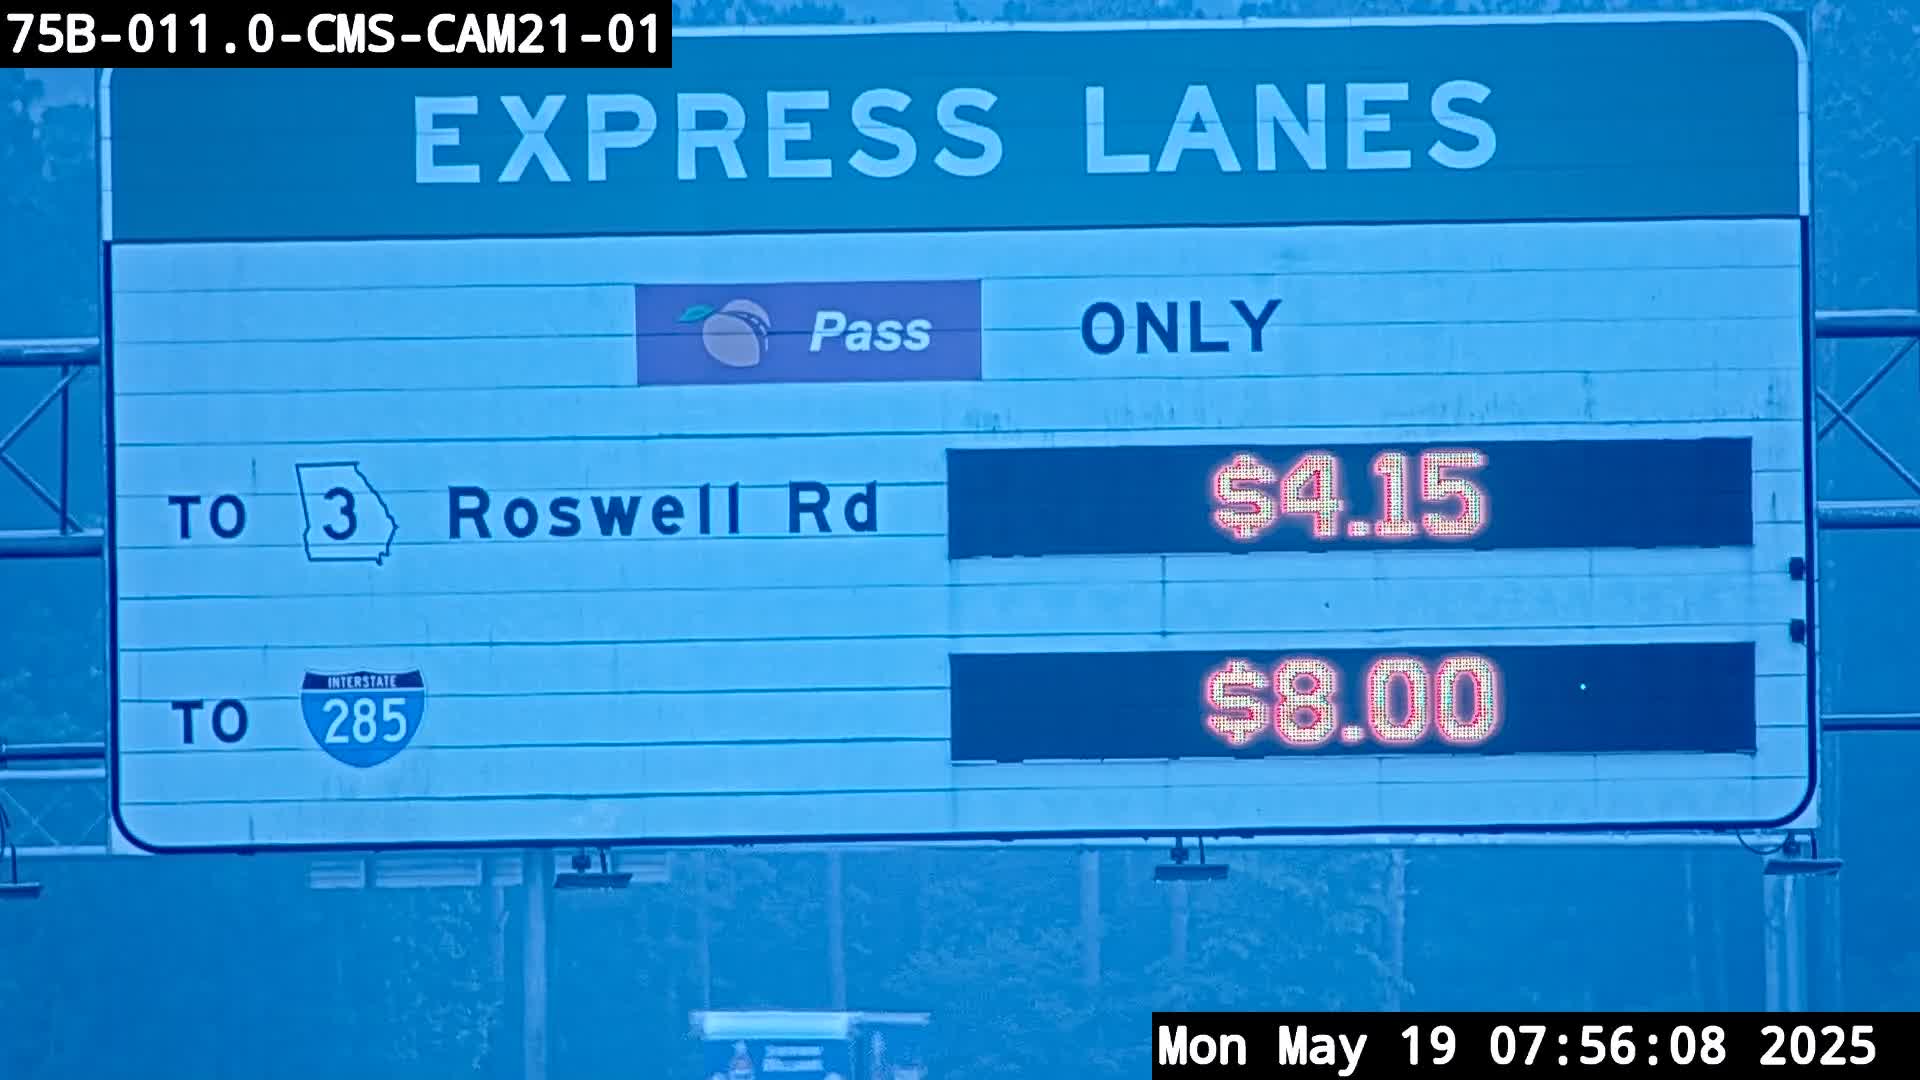 75B-011.0-CMS-CAM21-01
EXPRESS LANES
Pass ONLY
TO 3 Roswell Rd $4.15
TO INTERSTATE 285 $8.00
Mon May 19 07:56:08 2025